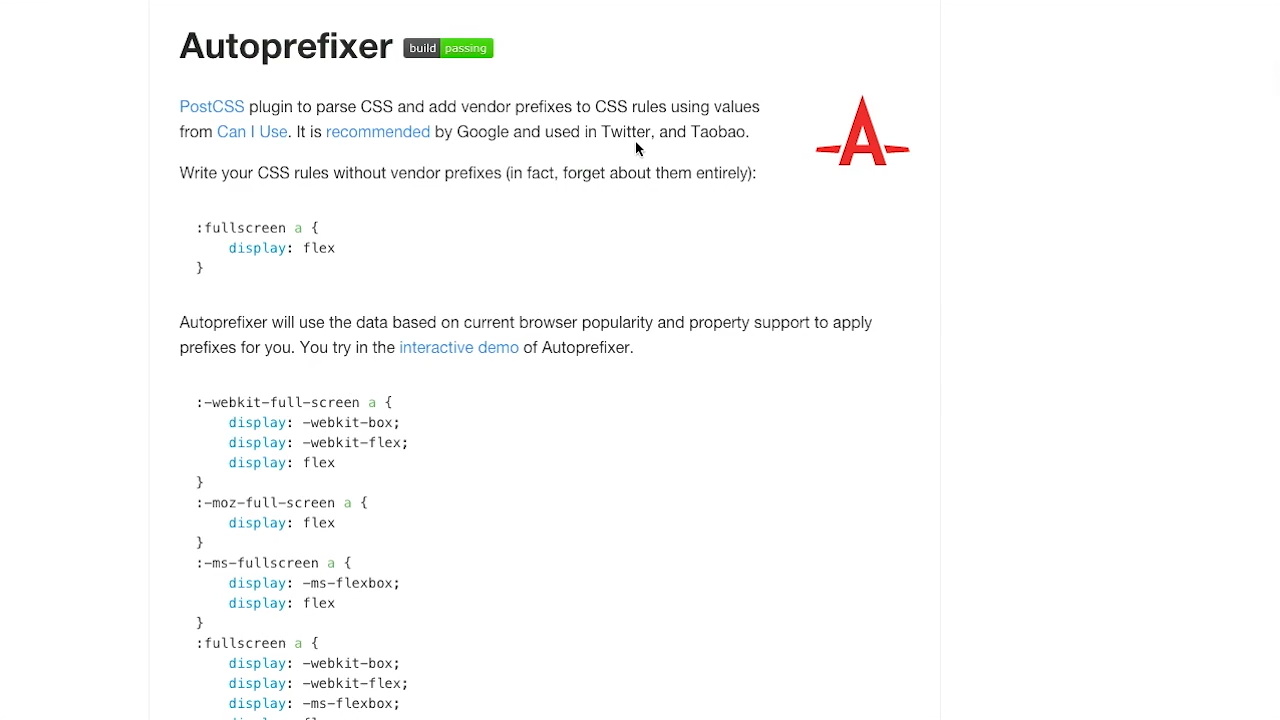 Autoprefixer build passing
PostCSS plugin to parse CSS and add vendor prefixes to CSS rules using values
from Can I Use. It is recommended by Google and used in Twitter, and Taobao.
A
Write your CSS rules without vendor prefixes (in fact, forget about them entirely):
:fullscreen a {
    display: flex
}
Autoprefixer will use the data based on current browser popularity and property support to apply
prefixes for you. You try in the interactive demo of Autoprefixer.
:-webkit-full-screen a {
    display: -webkit-box;
    display: -webkit-flex;
    display: flex
}
:-moz-full-screen a {
    display: flex
}
:-ms-fullscreen a {
    display: -ms-flexbox;
    display: flex
}
:fullscreen a {
    display: -webkit-box;
    display: -webkit-flex;
    display: -ms-flexbox;